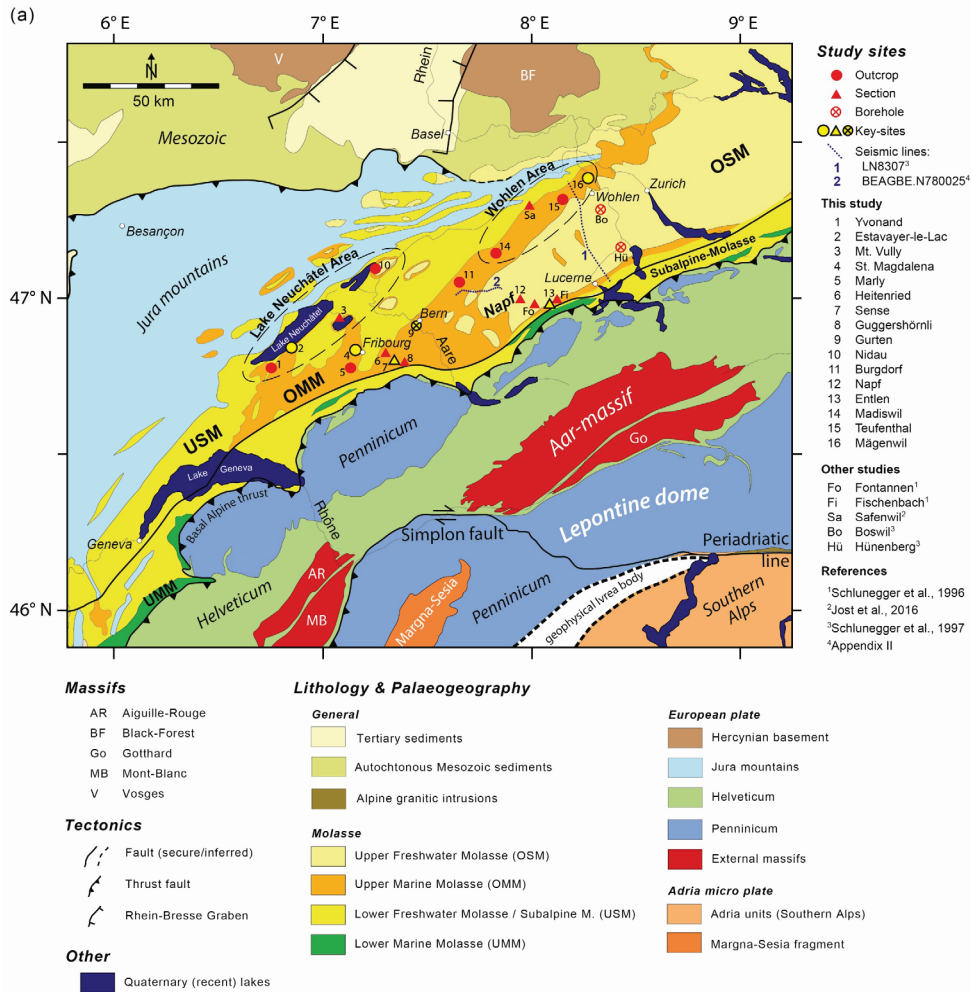 (a)
6° E
7° E
8° E
9° E
N
50 km
V
Rhein
BF
Mesozoic
Basel
OSM
Wohlen Area
16
Wohlen
Zurich
Besançon
Sa
15
Bo
Jura mountains
14
1
Hü
Subalpine-Molasse
Lake Neuchâtel Area
10
11
2
Lucerne
47° N
47° N
12
13
Fi
Fo
Napf
3
Bern
9
Lake Neuchâtel
2
Aare
Fribourg
4
1
5
6
7
8
OMM
USM
Aar-massif
Go
Penninicum
Lake Geneva
Basal Alpine thrust
Rhône
Lepontine dome
Geneva
Simplon fault
Periadriatic
line
UMM
AR
46° N
46° N
Helveticum
MB
Margna-Sesia
Penninicum
geophysical Ivrea body
Southern
Alps
Study sites
Outcrop
Section
Borehole
Key-sites
Seismic lines:
1 LN8307³
2 BEAGBE.N780025⁴
This study
1 Yvonand
2 Estavayer-le-Lac
3 Mt. Vully
4 St. Magdalena
5 Marly
6 Heitenried
7 Sense
8 Guggershörnli
9 Gurten
10 Nidau
11 Burgdorf
12 Napf
13 Entlen
14 Madiswil
15 Teufenthal
16 Mägenwil
Other studies
Fo Fontannen¹
Fi Fischenbach¹
Sa Safenwil²
Bo Boswil³
Hü Hünenberg³
References
¹Schlunegger et al., 1996
²Jost et al., 2016
³Schlunegger et al., 1997
⁴Appendix II
Massifs
AR Aiguille-Rouge
BF Black-Forest
Go Gotthard
MB Mont-Blanc
V Vosges
Tectonics
Fault (secure/inferred)
Thrust fault
Rhein-Bresse Graben
Other
Quaternary (recent) lakes
Lithology & Palaeogeography
General
Tertiary sediments
Autochtonous Mesozoic sediments
Alpine granitic intrusions
Molasse
Upper Freshwater Molasse (OSM)
Upper Marine Molasse (OMM)
Lower Freshwater Molasse / Subalpine M. (USM)
Lower Marine Molasse (UMM)
European plate
Hercynian basement
Jura mountains
Helveticum
Penninicum
External massifs
Adria micro plate
Adria units (Southern Alps)
Margna-Sesia fragment